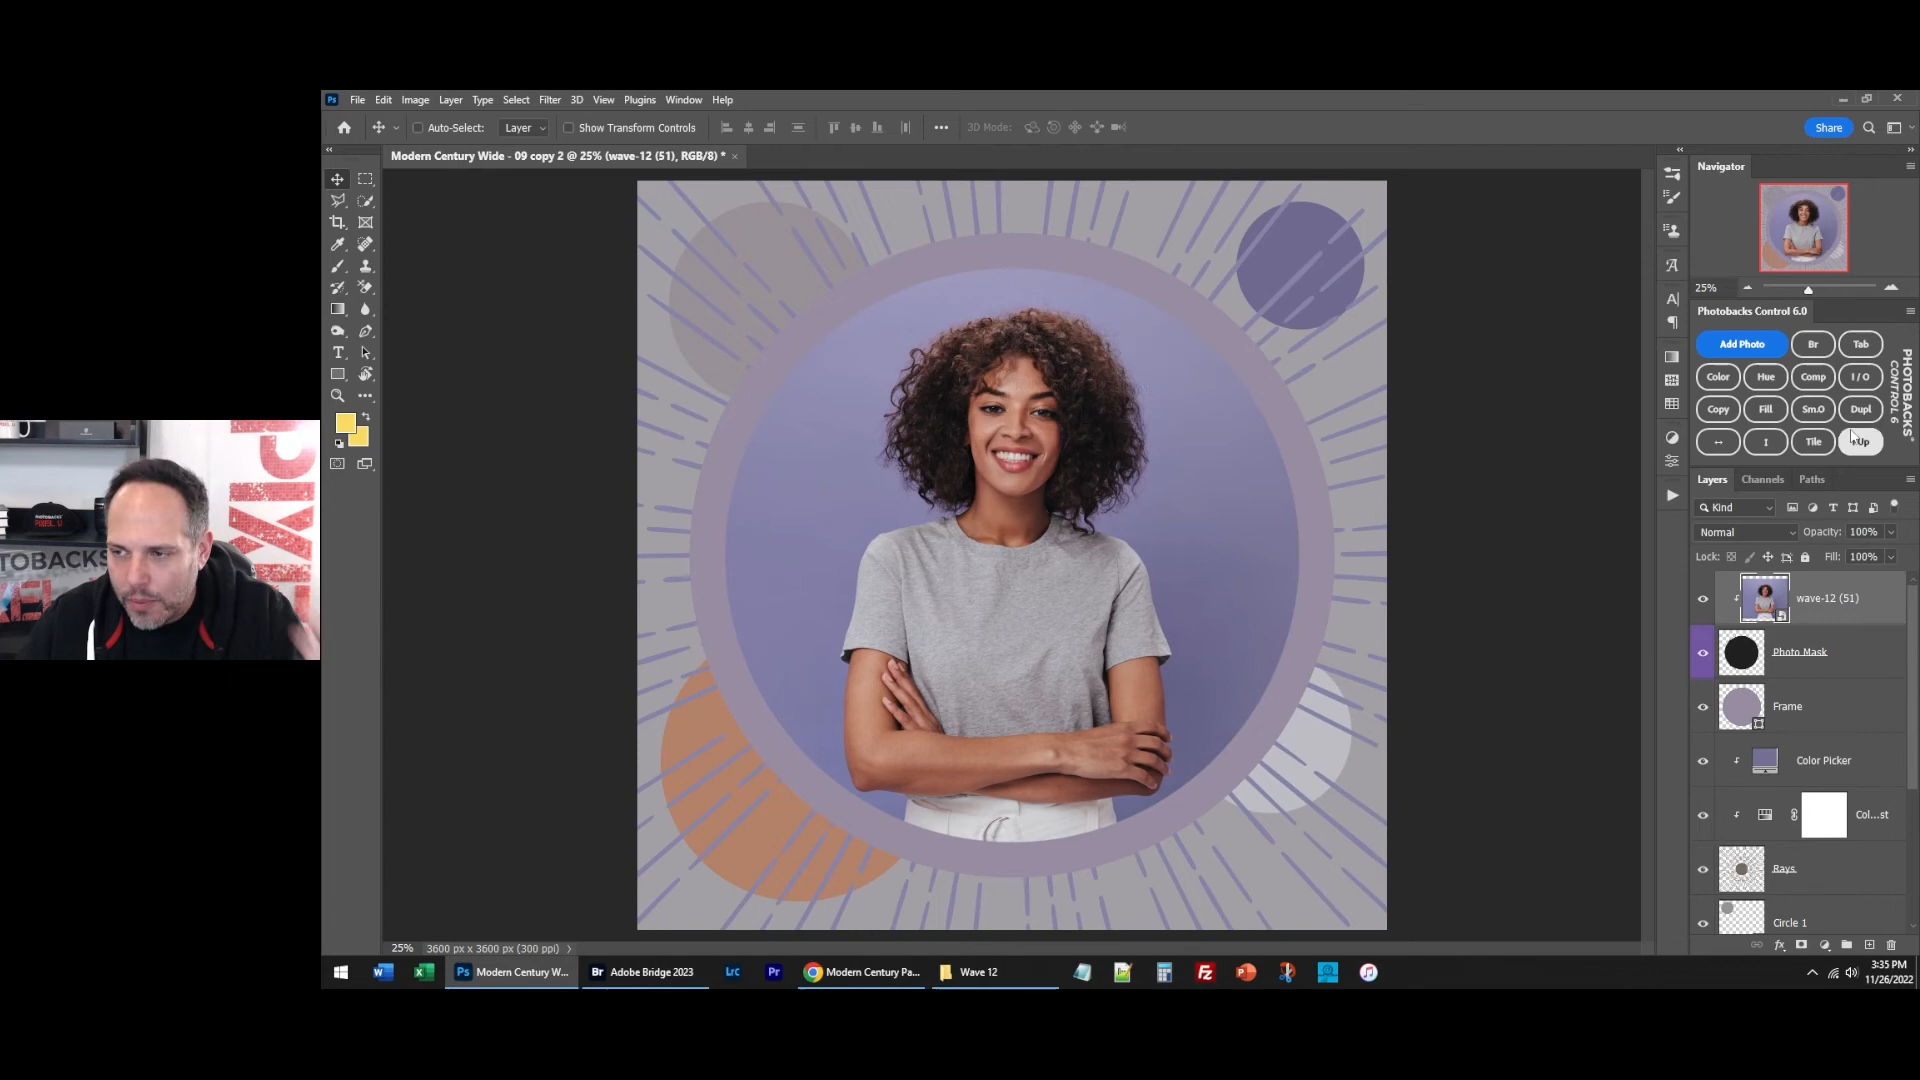 File Edit Image Layer Type Select Filter 3D View Plugins Window Help
Auto-Select: Layer Show Transform Controls 3D Mode: Share
Modern Century Wide - 09 copy 2 @ 25% (wave-12 (51), RGB/8) * ×
Navigator
25%
Photobacks Control 6.0
Add Photo Br Tab
Color Hue Comp I / O
Copy Fill Sm.O Dupl
Tile Up
PHOTOBACKS
CONTROL 6
Layers Channels Paths
Kind
Normal Opacity: 100%
Lock: Fill: 100%
wave-12 (51)
Photo Mask
Frame
Color Picker
Col...st
Rays
Circle 1
TOBACKS
25% 3600 px x 3600 px (300 ppi)
Ps Modern Century W... Br Adobe Bridge 2023 Lrc Pr Modern Century Pa... Wave 12
3:35 PM
11/26/2022